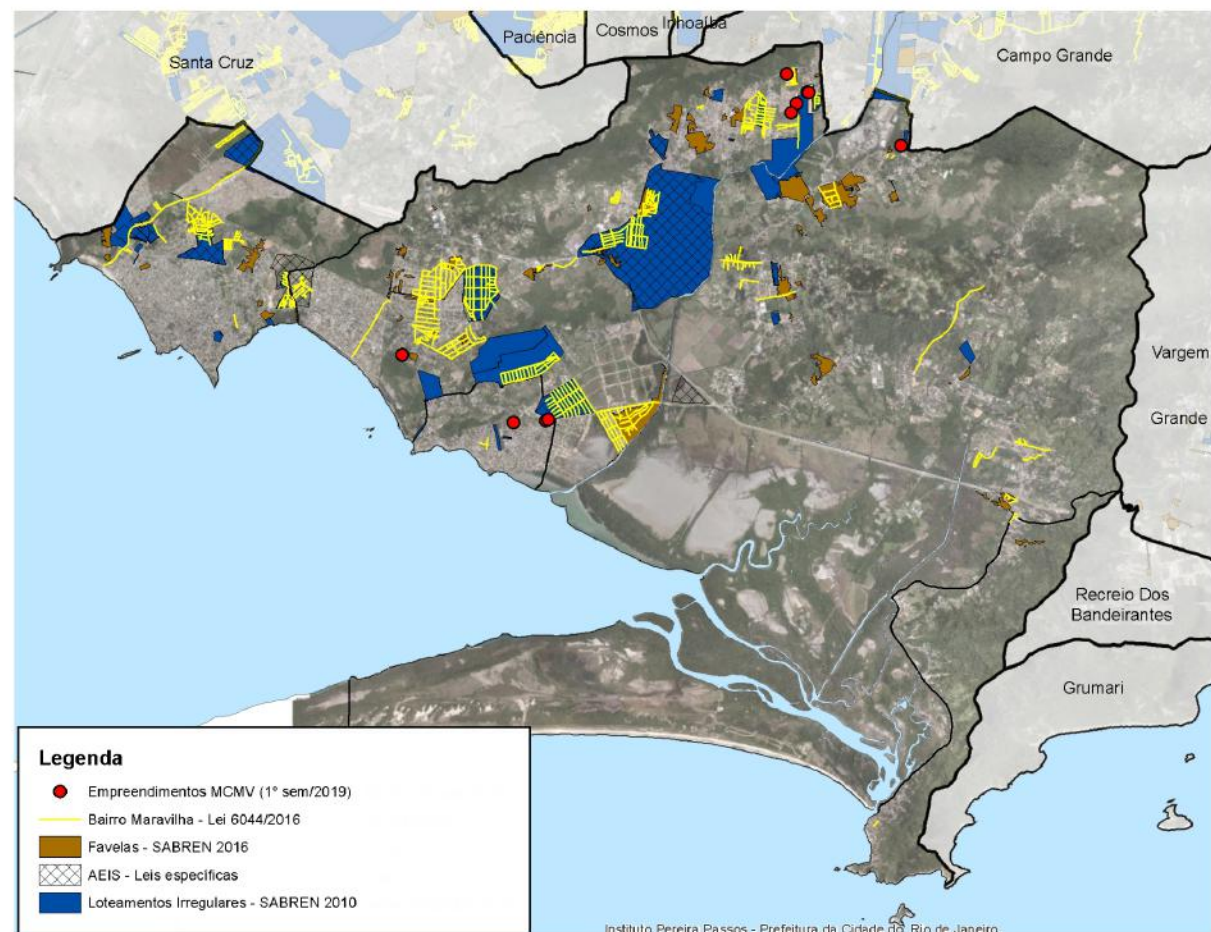 Santa Cruz
Paciência
Cosmos
Inhoaíba
Campo Grande
Vargem
Grande
Recreio Dos
Bandeirantes
Grumari
Legenda
Empreendimentos MCMV (1º sem/2019)
Bairro Maravilha - Lei 6044/2016
Favelas - SABREN 2016
AEIS - Leis específicas
Loteamentos Irregulares - SABREN 2010
Instituto Pereira Passos - Prefeitura da Cidade do Rio de Janeiro